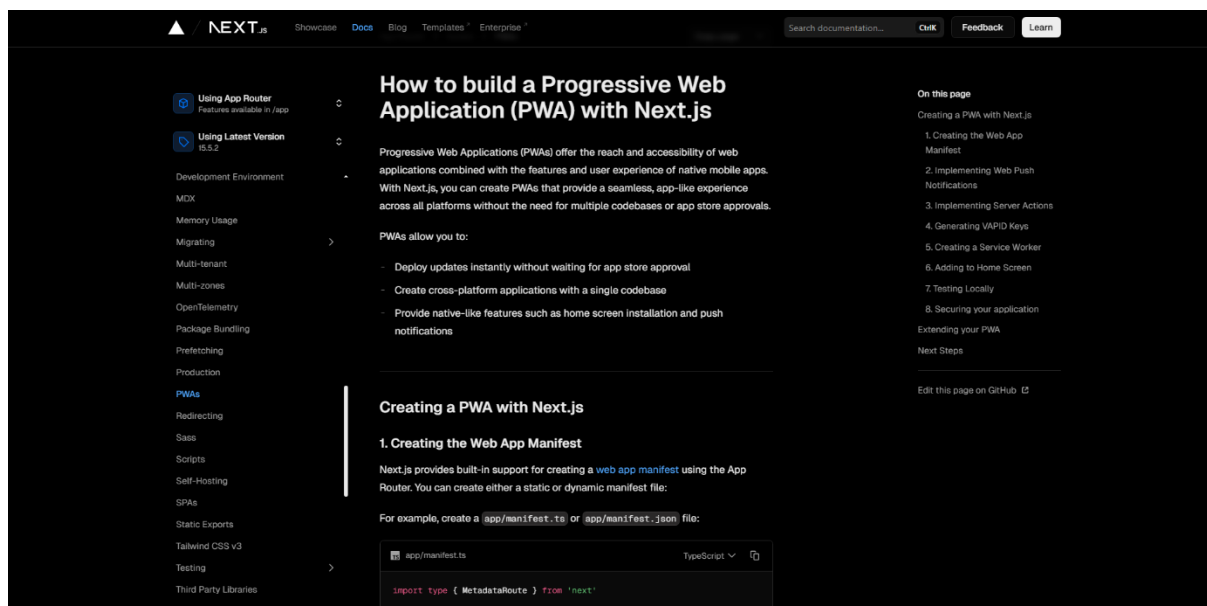 NEXT.JS
Showcase
Docs
Blog
Templates
Enterprise
Search documentation...
CtrlK
Feedback
Learn
Using App Router
Features available in /app
Using Latest Version
15.5.2
Development Environment
MDX
Memory Usage
Migrating
Multi-tenant
Multi-zones
OpenTelemetry
Package Bundling
Prefetching
Production
PWAs
Redirecting
Sass
Scripts
Self-Hosting
SPAs
Static Exports
Tailwind CSS v3
Testing
Third Party Libraries
How to build a Progressive Web
Application (PWA) with Next.js
Progressive Web Applications (PWAs) offer the reach and accessibility of web
applications combined with the features and user experience of native mobile apps.
With Next.js, you can create PWAs that provide a seamless, app-like experience
across all platforms without the need for multiple codebases or app store approvals.
PWAs allow you to:
- Deploy updates instantly without waiting for app store approval
- Create cross-platform applications with a single codebase
- Provide native-like features such as home screen installation and push
notifications
Creating a PWA with Next.js
1. Creating the Web App Manifest
Next.js provides built-in support for creating a web app manifest using the App
Router. You can create either a static or dynamic manifest file:
For example, create a app/manifest.ts or app/manifest.json file:
TS app/manifest.ts
TypeScript
import type { MetadataRoute } from 'next'
On this page
Creating a PWA with Next.js
1. Creating the Web App
Manifest
2. Implementing Web Push
Notifications
3. Implementing Server Actions
4. Generating VAPID Keys
5. Creating a Service Worker
6. Adding to Home Screen
7. Testing Locally
8. Securing your application
Extending your PWA
Next Steps
Edit this page on GitHub